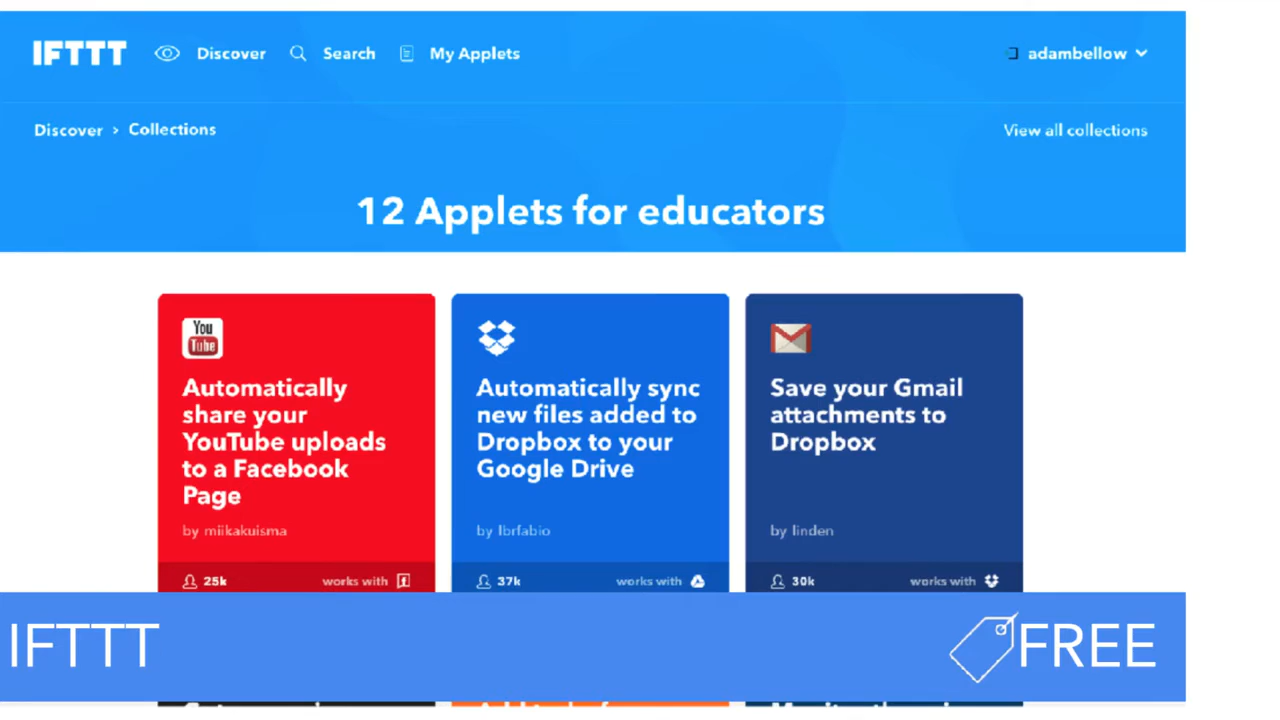 IFTTT Discover Search My Applets adambellow
Discover > Collections View all collections
12 Applets for educators
You Tube
Automatically
share your
YouTube uploads
to a Facebook
Page
by miikakuisma
25k works with
Automatically sync
new files added to
Dropbox to your
Google Drive
by lbrfabio
37k works with
Save your Gmail
attachments to
Dropbox
by linden
30k works with
IFTTT FREE